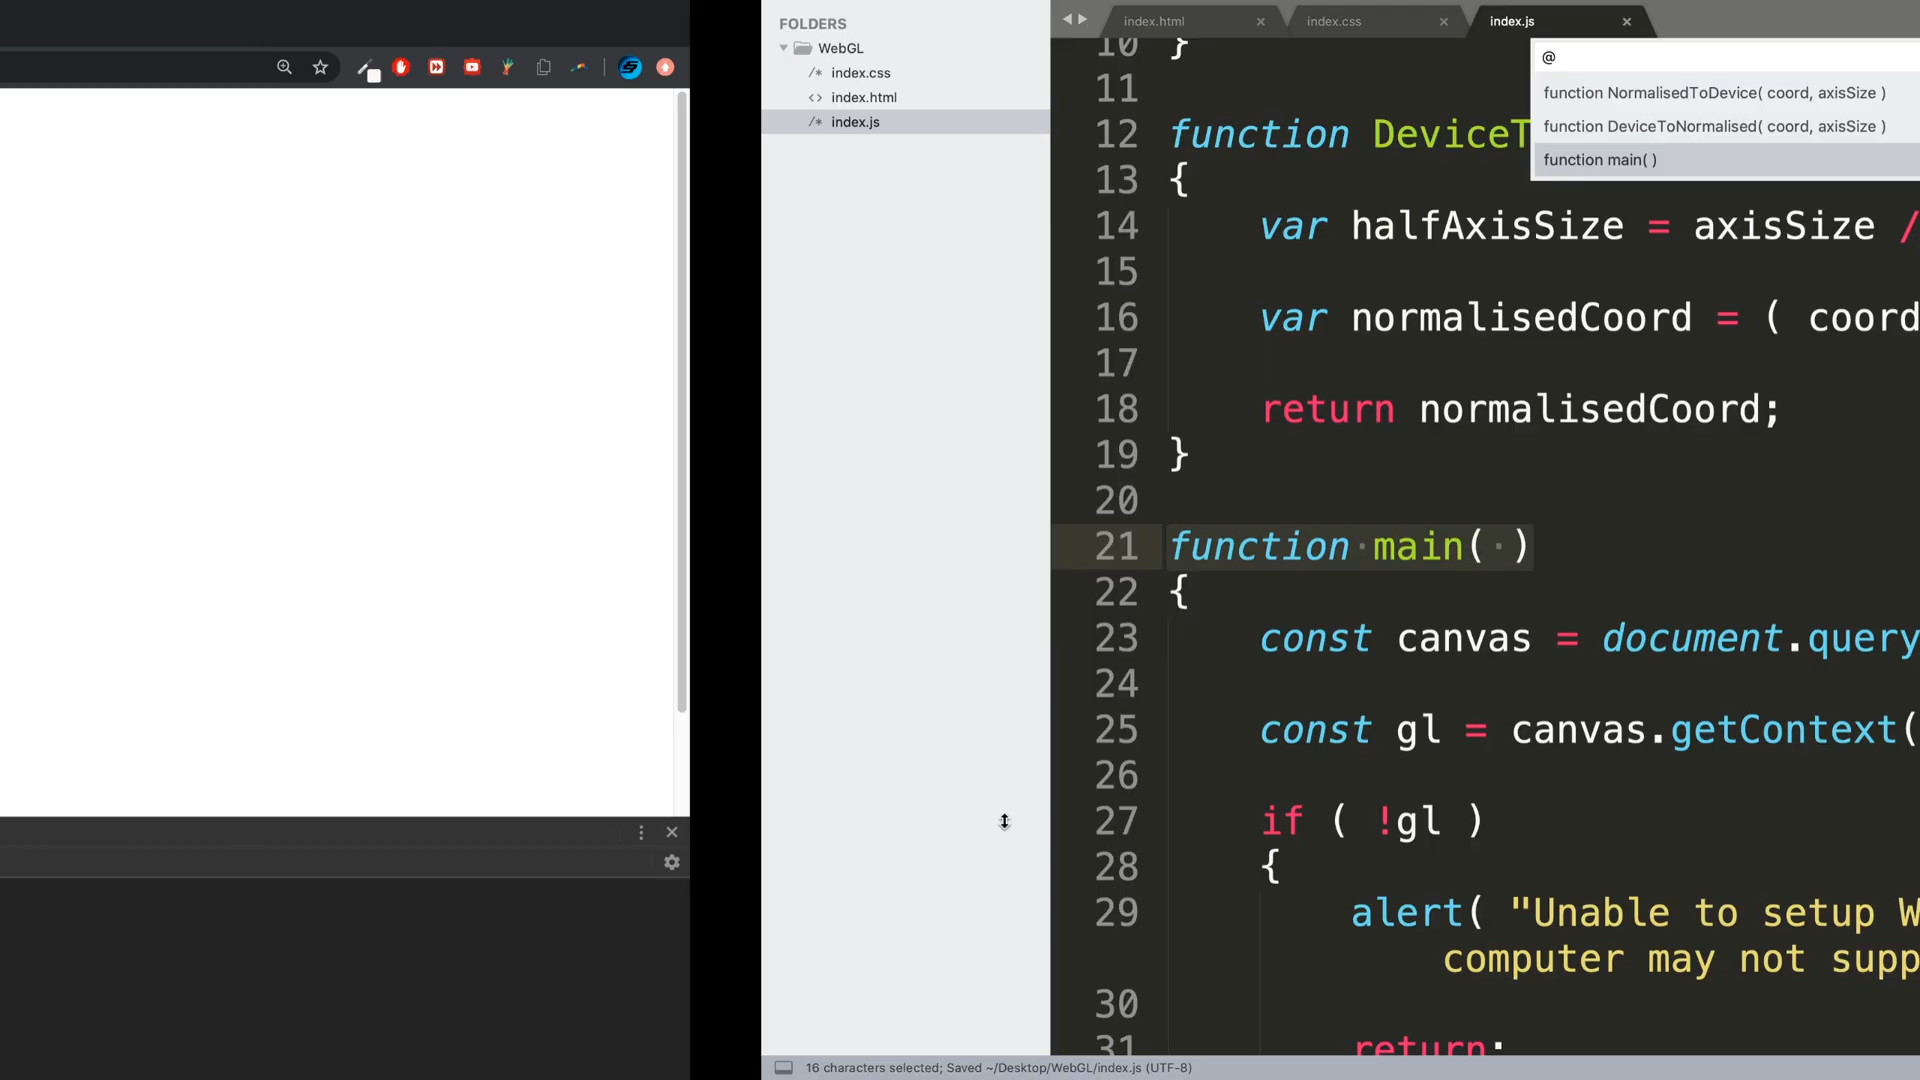 FOLDERS
WebGL
/* index.css
<> index.html
/* index.js
index.html
index.css
index.js
@
function NormalisedToDevice( coord, axisSize )
function DeviceToNormalised( coord, axisSize )
function main( )
10 }
11
12 function DeviceT
13 {
14 var halfAxisSize = axisSize /
15
16 var normalisedCoord = ( coord
17
18 return normalisedCoord;
19 }
20
21 function main( )
22 {
23 const canvas = document.query
24
25 const gl = canvas.getContext(
26
27 if ( !gl )
28 {
29 alert( "Unable to setup W
computer may not supp
30
31 return;
16 characters selected; Saved ~/Desktop/WebGL/index.js (UTF-8)